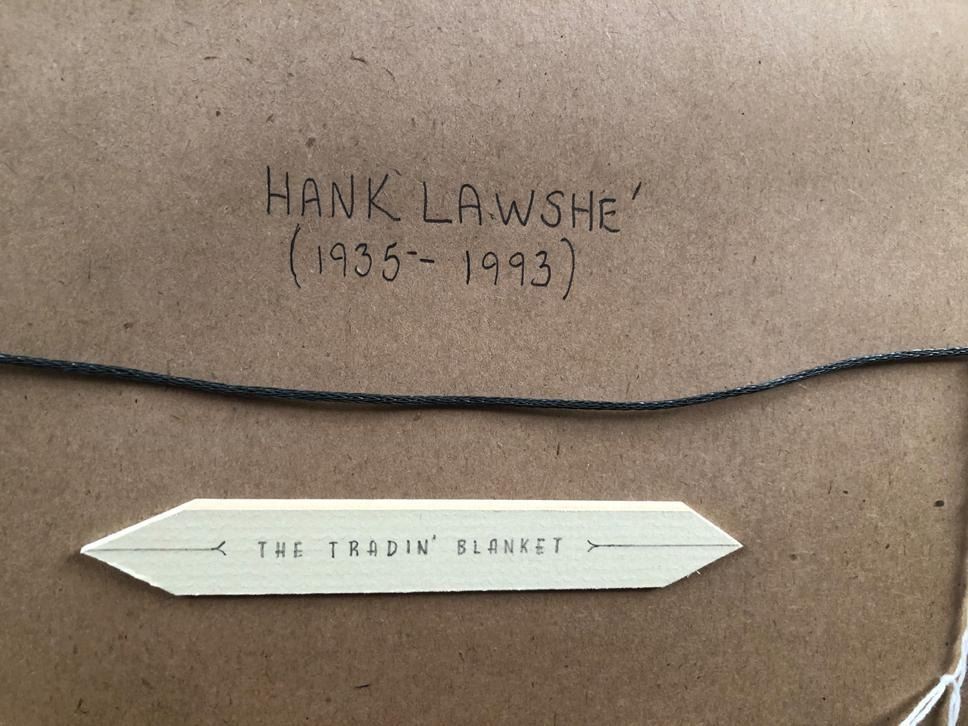 HANK LAWSHE'
(1935-- 1993)
THE TRADIN' BLANKET